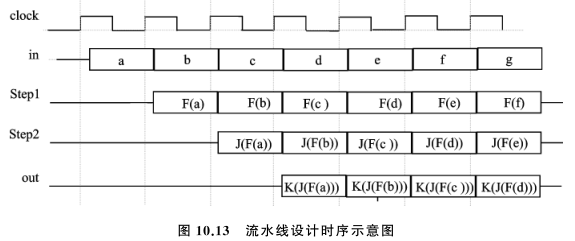 clock
in a b c d e f g
Step1 F(a) F(b) F(c ) F(d) F(e) F(f)
Step2 J(F(a)) J(F(b)) J(F(c )) J(F(d)) J(F(e))
out K(J(F(a))) K(J(F(b))) K(J(F(c ))) K(J(F(d)))
图 10.13 流水线设计时序示意图